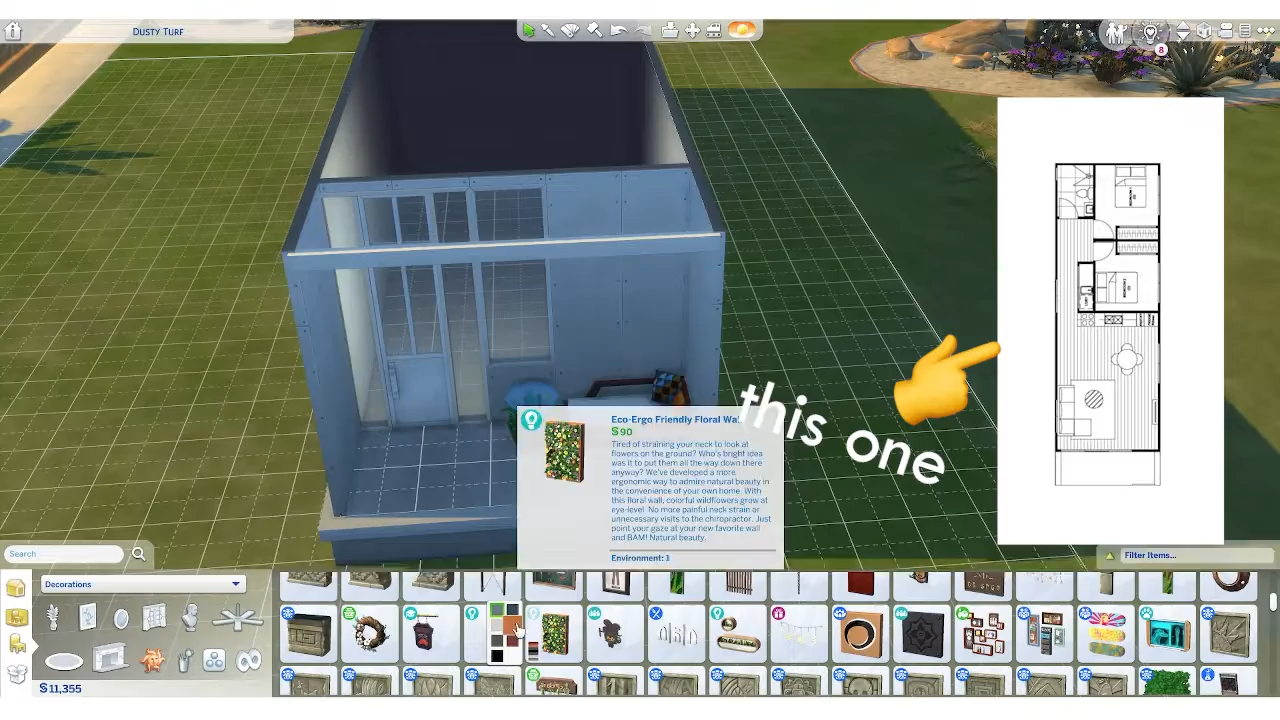 Dusty Turf
8
Eco-Ergo Friendly Floral Wa
§90
Tired of straining your neck to look at
flowers on the ground? Who's bright idea
was it to put them all the way down there
anyway? We've developed a more
ergonomic way to admire natural beauty in
the convenience of your own home. With
this floral wall, colorful wildflowers grow at
eye-level. No more painful neck strain or
unnecessary visits to the chiropractor. Just
point your gaze at your new favorite wall
and BAM! Natural beauty.
Environment: 1
this one
Search
Filter Items...
Decorations
§11,355